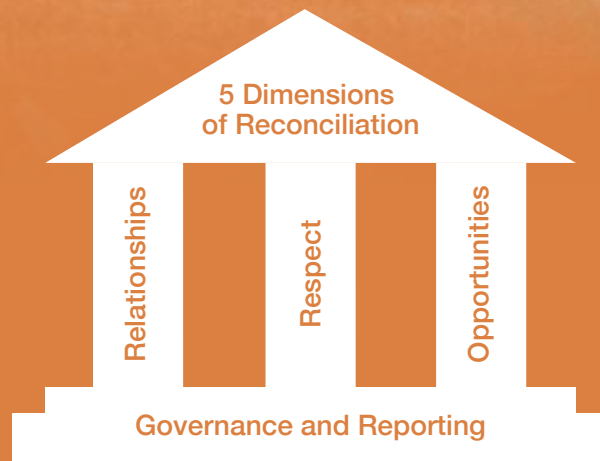 5 Dimensions
of Reconciliation
Relationships
Respect
Opportunities
Governance and Reporting